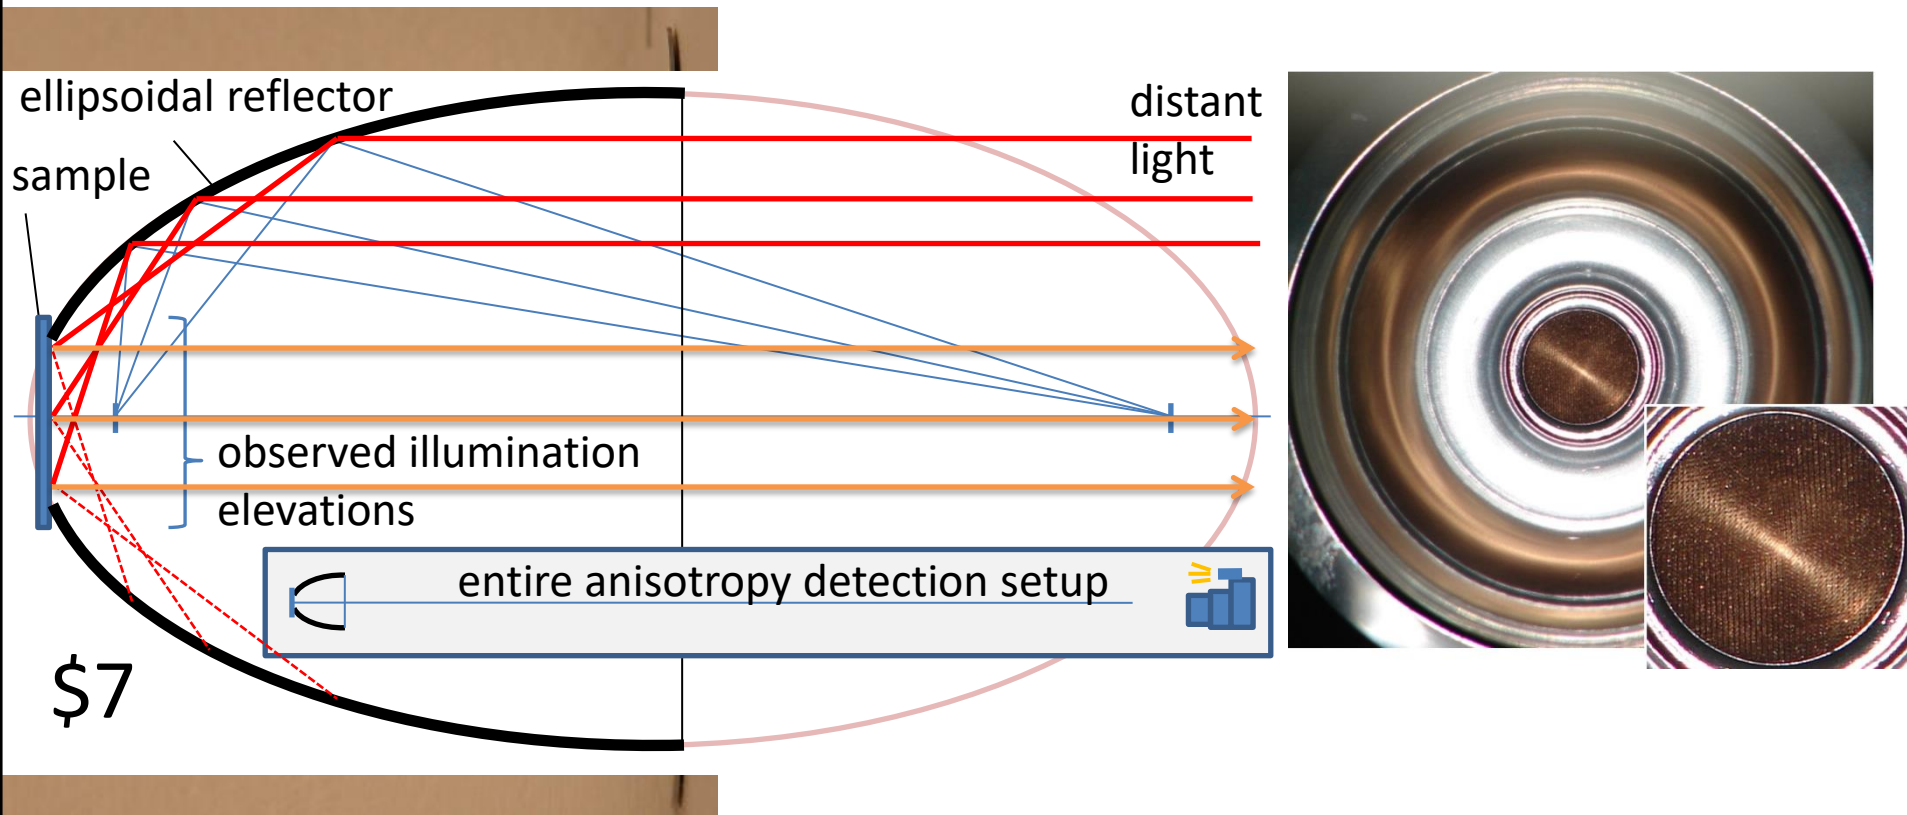 ellipsoidal reflector
sample
distant
light
observed illumination
elevations
entire anisotropy detection setup
$7